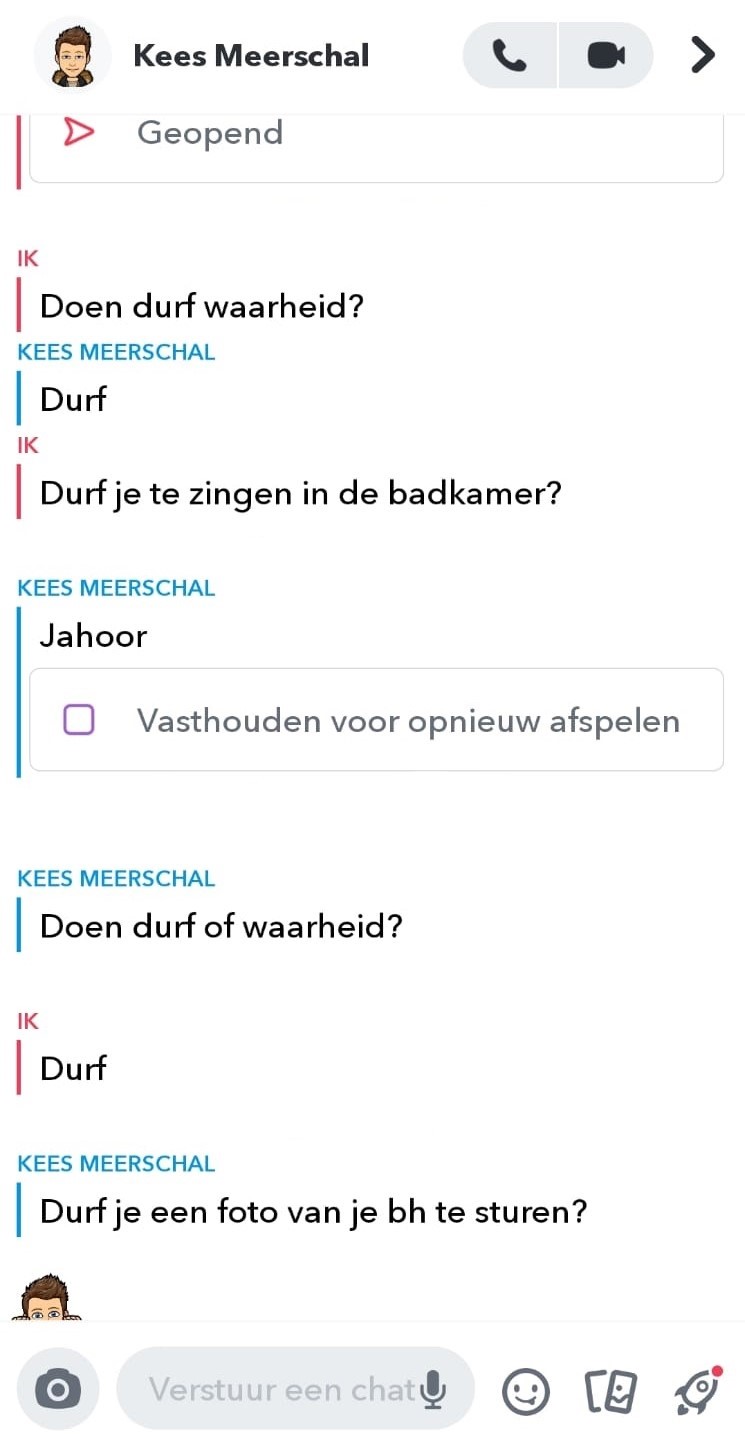 Kees Meerschal
Geopend
IK
Doen durf waarheid?
KEES MEERSCHAL
Durf
IK
Durf je te zingen in de badkamer?
KEES MEERSCHAL
Jahoor
Vasthouden voor opnieuw afspelen
KEES MEERSCHAL
Doen durf of waarheid?
IK
Durf
KEES MEERSCHAL
Durf je een foto van je bh te sturen?
Verstuur een chat